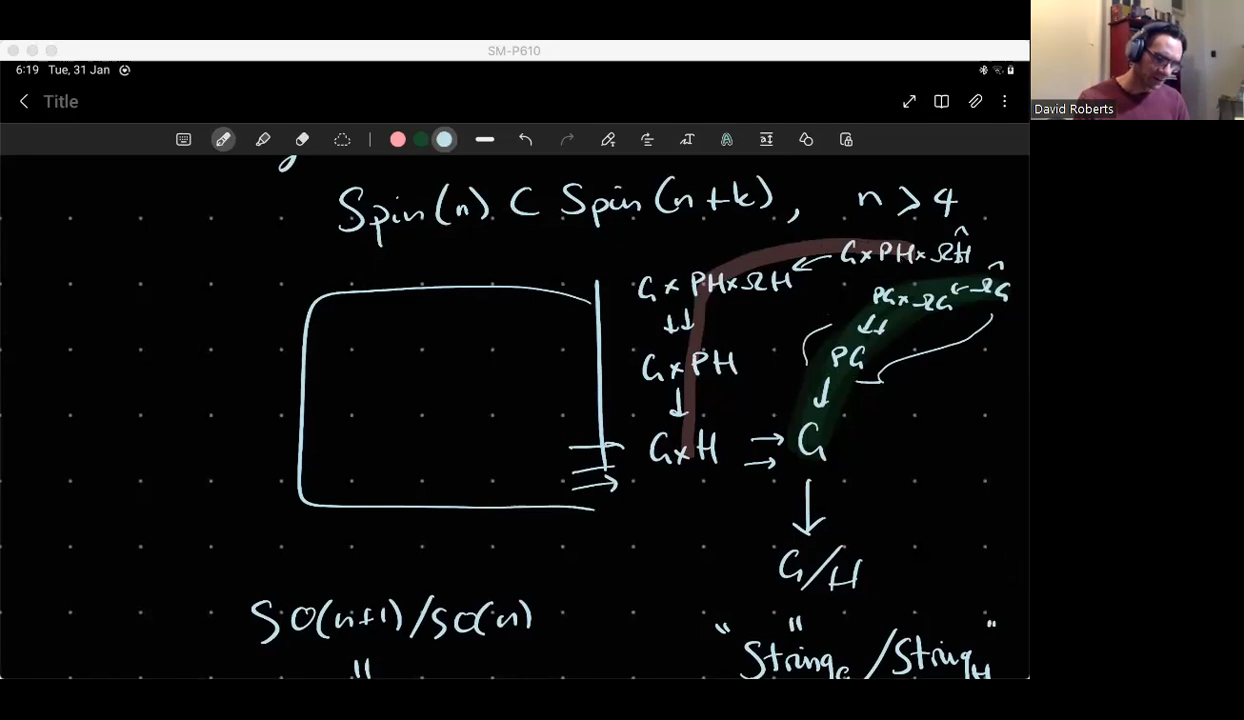 SM-P610
6:19 Tue, 31 Jan
Title
David Roberts
Spin(n) ⊂ Spin(n+k), n > 4
G × PH × ΩĤ
G × PH × ΩH ←
PG × ΩG ← Ω̂G
↓↓ ↓↓
G × PH PG
↓ ↓
G × H ⇉ G
↓
G/H
SO(n+1)/SO(n)
" " "
String_G / String_H
"